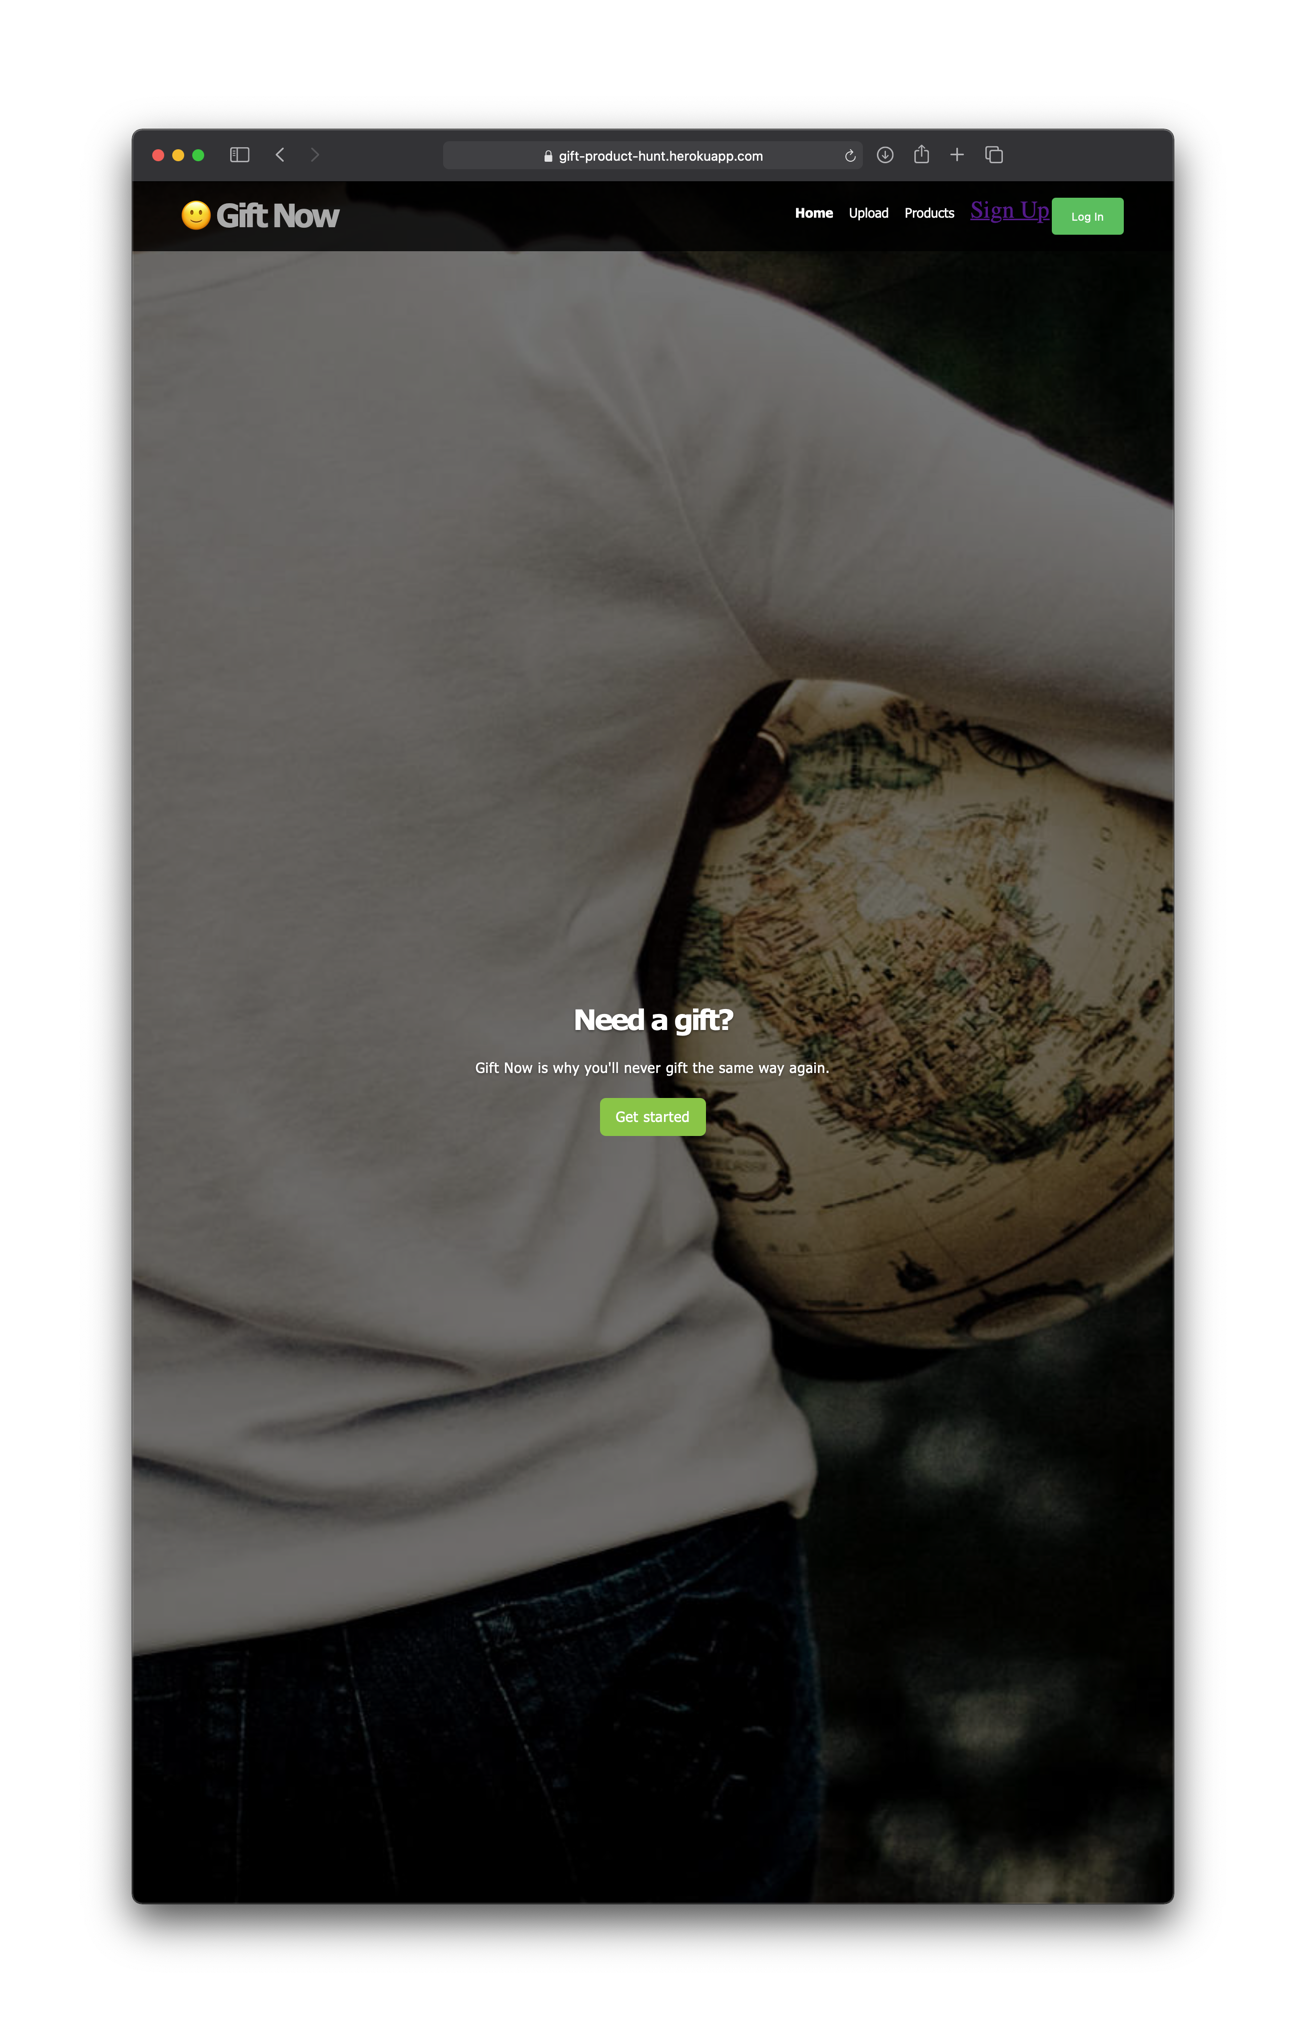 gift-product-hunt.herokuapp.com
Gift Now
Home Upload Products Sign Up Log In
Need a gift?
Gift Now is why you'll never gift the same way again.
Get started